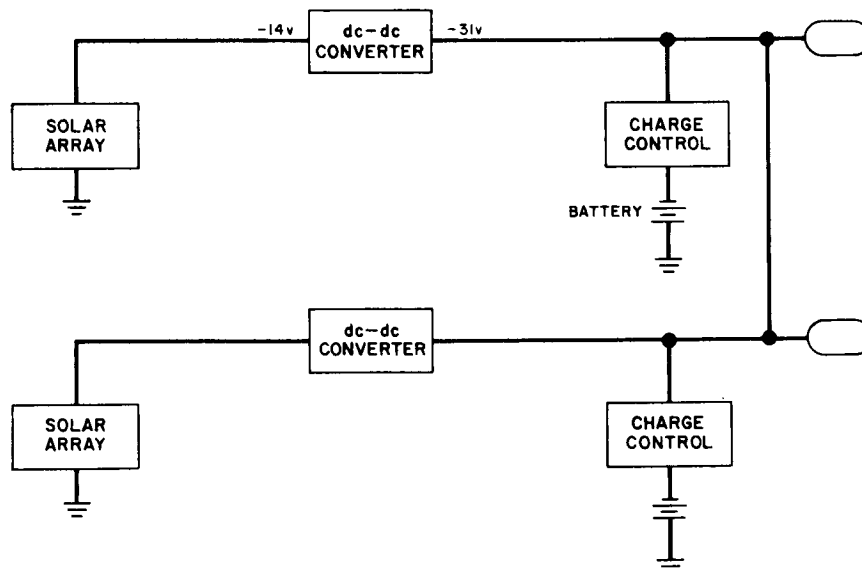 -14v
dc-dc
CONVERTER
-31v
SOLAR
ARRAY
CHARGE
CONTROL
BATTERY
dc-dc
CONVERTER
SOLAR
ARRAY
CHARGE
CONTROL